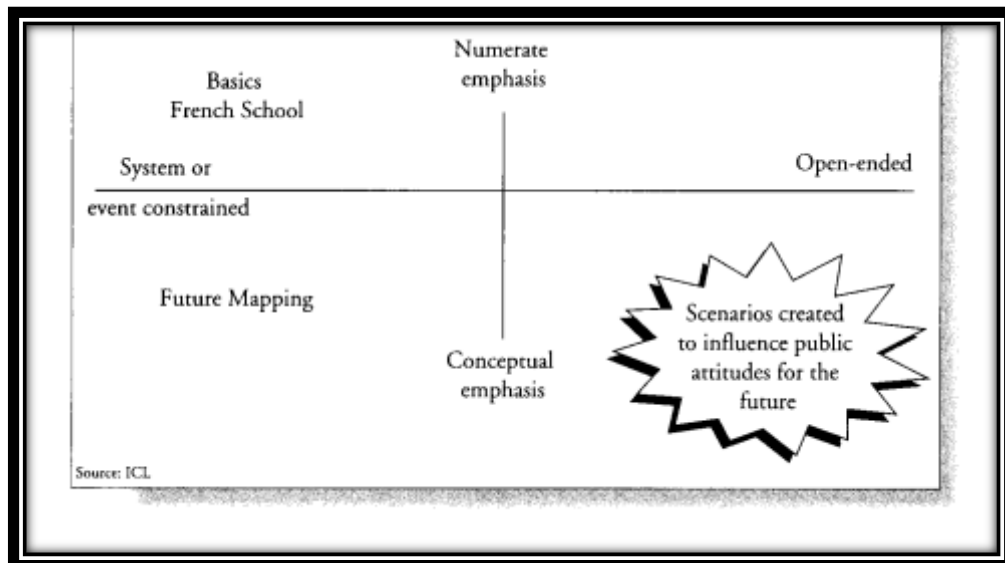 Numerate
emphasis
Basics
French School
System or
event constrained
Open-ended
Future Mapping
Scenarios created
to influence public
attitudes for the
future
Conceptual
emphasis
Source: ICL